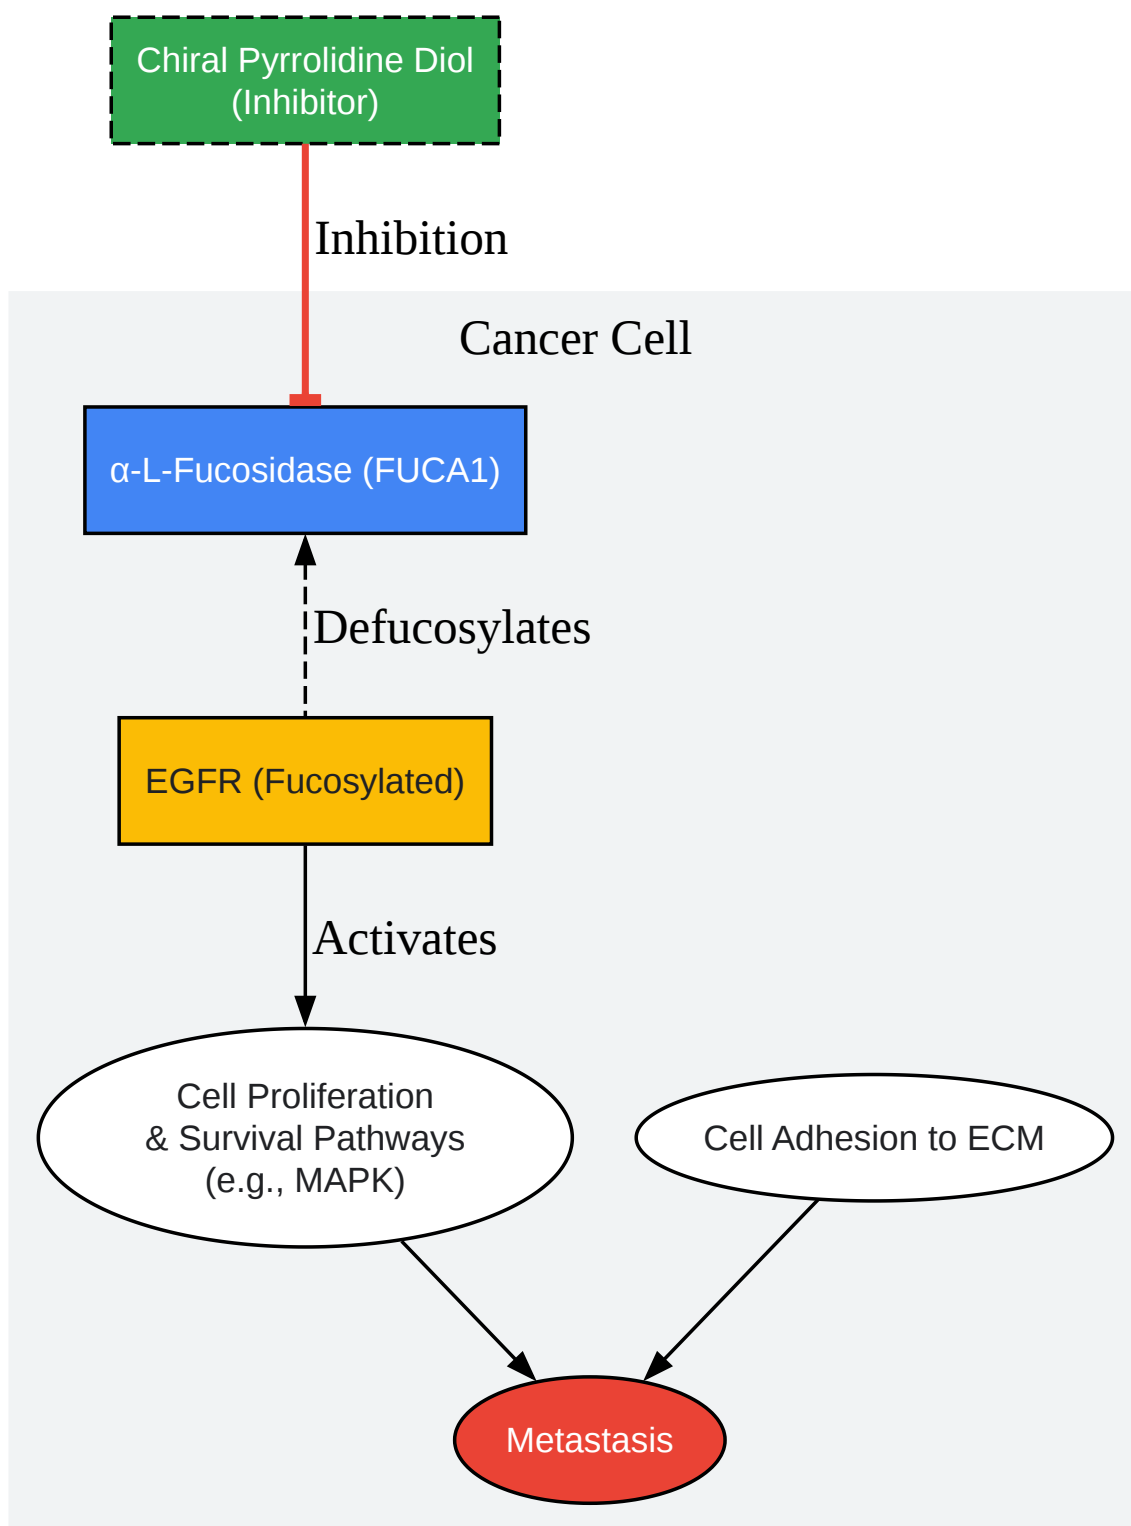 Chiral Pyrrolidine Diol
(Inhibitor)
Inhibition
Cancer Cell
α-L-Fucosidase (FUCA1)
Defucosylates
EGFR (Fucosylated)
Activates
Cell Proliferation
& Survival Pathways
(e.g., MAPK)
Cell Adhesion to ECM
Metastasis